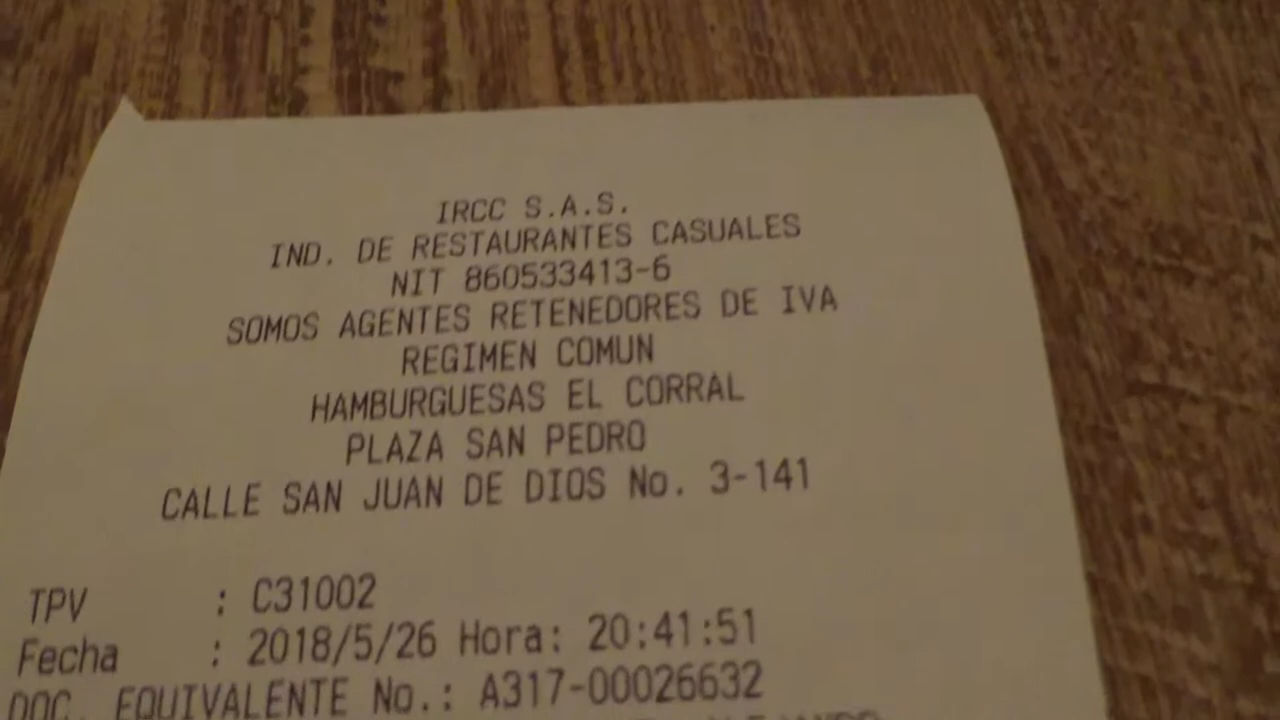 IRCC S.A.S.
IND. DE RESTAURANTES CASUALES
NIT 860533413-6
SOMOS AGENTES RETENEDORES DE IVA
REGIMEN COMUN
HAMBURGUESAS EL CORRAL
PLAZA SAN PEDRO
CALLE SAN JUAN DE DIOS No. 3-141
TPV : C31002
Fecha : 2018/5/26 Hora: 20:41:51
DOC. EQUIVALENTE No.: A317-00026632